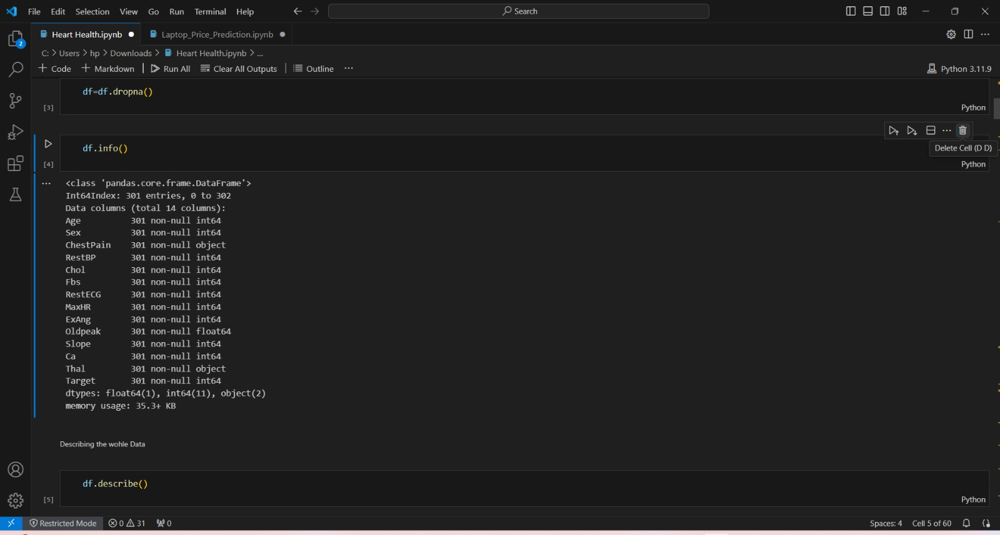 File Edit Selection View Go Run Terminal Help
Search
Heart Health.ipynb
Laptop_Price_Prediction.ipynb
C: > Users > hp > Downloads > Heart Health.ipynb > ...
+ Code + Markdown | Run All Clear All Outputs | Outline ...
Python 3.11.9
2
df=df.dropna()
[3]
Python
Delete Cell (D D)
df.info()
[4]
Python
<class 'pandas.core.frame.DataFrame'>
Int64Index: 301 entries, 0 to 302
Data columns (total 14 columns):
Age 301 non-null int64
Sex 301 non-null int64
ChestPain 301 non-null object
RestBP 301 non-null int64
Chol 301 non-null int64
Fbs 301 non-null int64
RestECG 301 non-null int64
MaxHR 301 non-null int64
ExAng 301 non-null int64
Oldpeak 301 non-null float64
Slope 301 non-null int64
Ca 301 non-null int64
Thal 301 non-null object
Target 301 non-null int64
dtypes: float64(1), int64(11), object(2)
memory usage: 35.3+ KB
Describing the wohle Data
df.describe()
[5]
Python
Restricted Mode 0 31 0
Spaces: 4 Cell 5 of 60